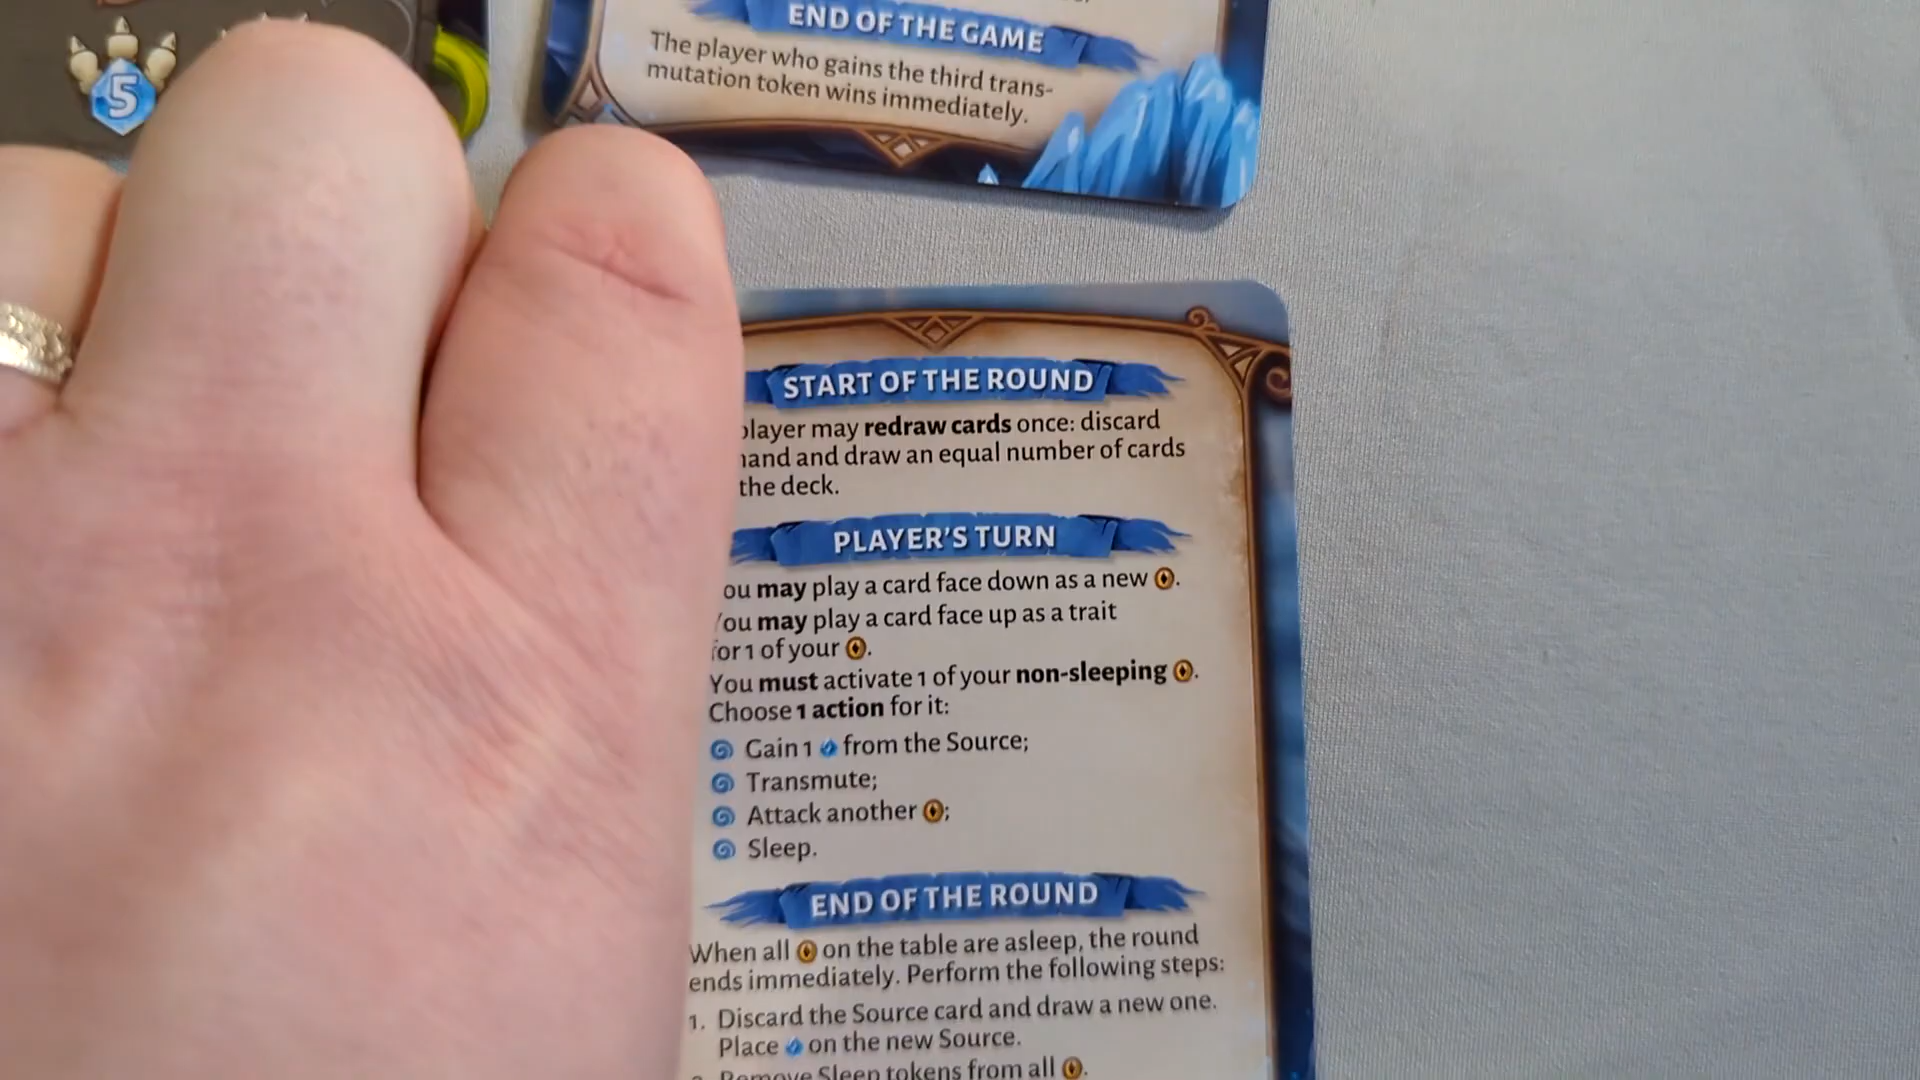 5
END OF THE GAME
The player who gains the third trans-
mutation token wins immediately.
START OF THE ROUND
may redraw cards once: discard
and draw an equal number of cards
the deck.
PLAYER'S TURN
may play a card face down as a new
may play a card face up as a trait
1 of your
You must activate 1 of your non-sleeping
Choose 1 action for it:
Gain 1 from the Source;
Transmute;
Attack another ;
Sleep.
END OF THE ROUND
When all on the table are asleep, the round
ends immediately. Perform the following steps:
1. Discard the Source card and draw a new one.
Place on the new Source.
Remove Sleep tokens from all .